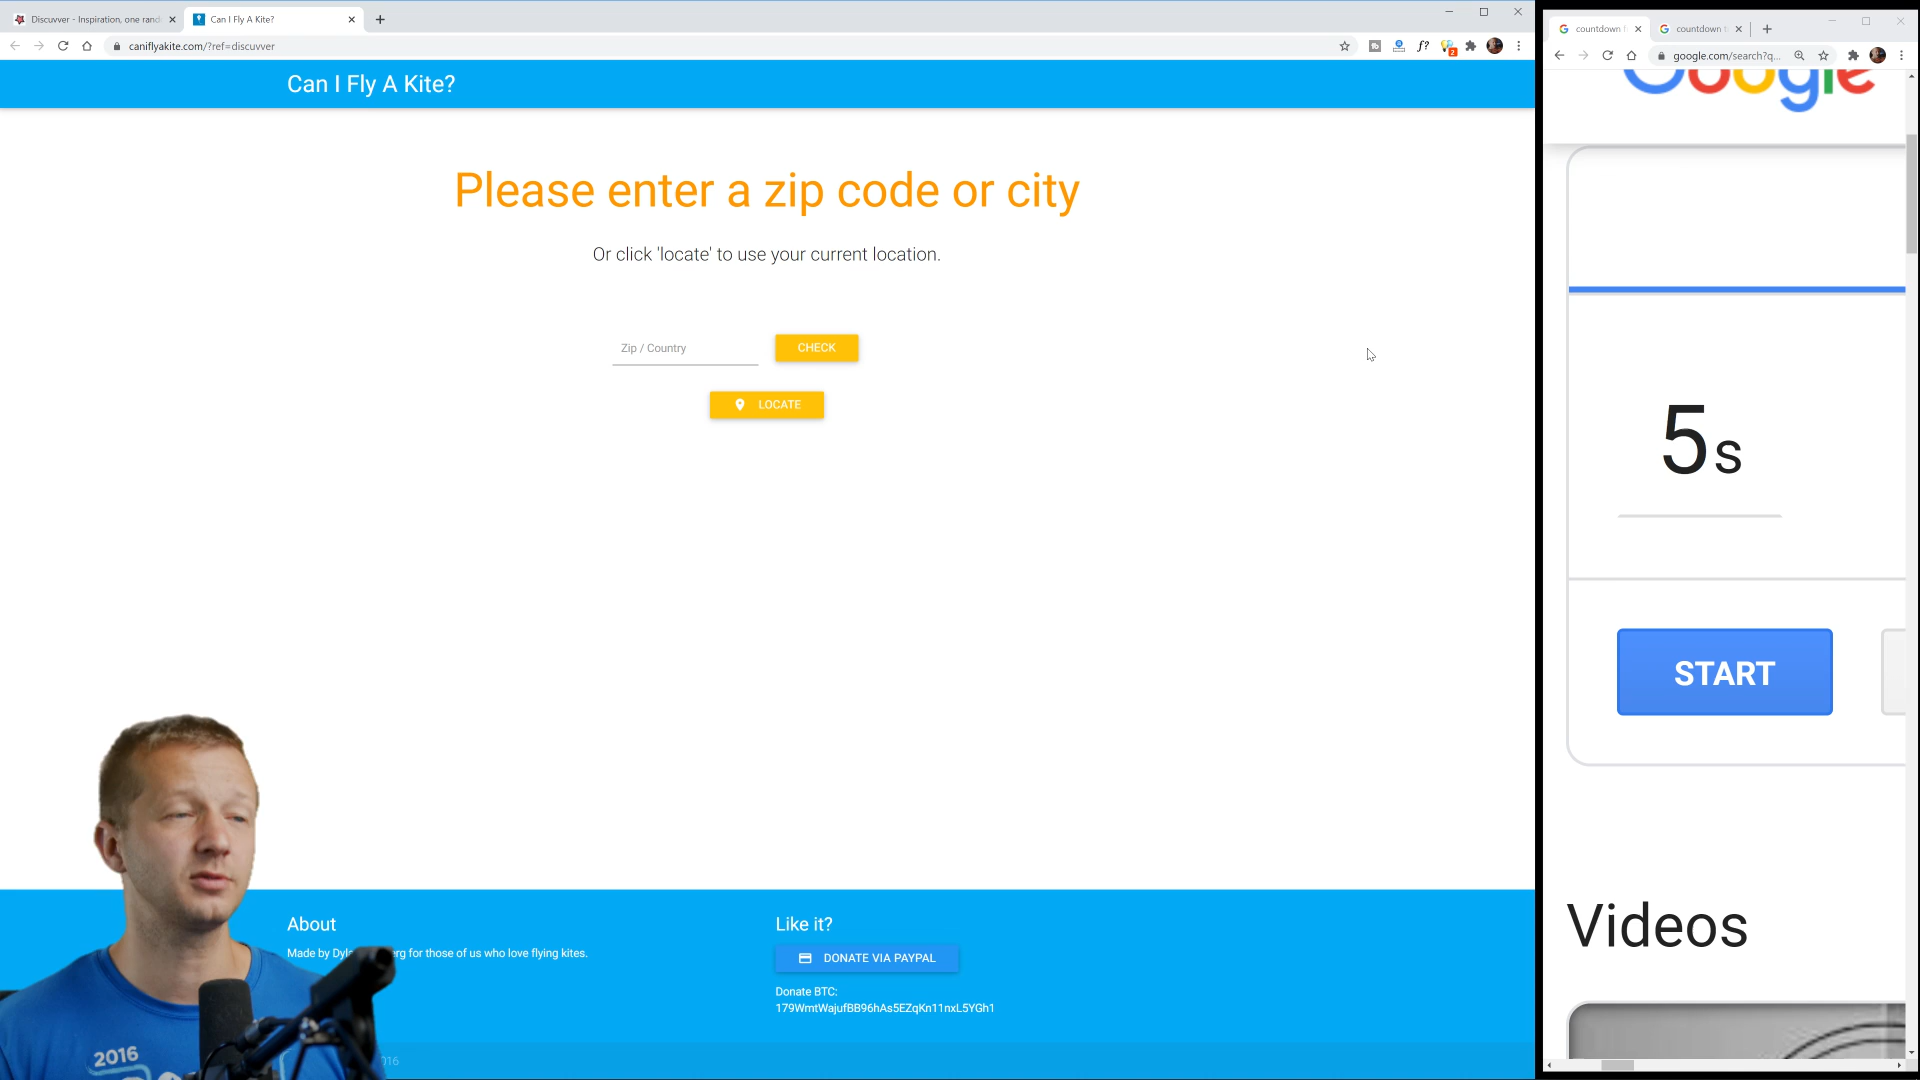 Discuvver - Inspiration, one rand
Can I Fly A Kite?
caniflyakite.com/?ref=discuvver
f?
2
Can I Fly A Kite?
Please enter a zip code or city
Or click 'locate' to use your current location.
Zip / Country
CHECK
LOCATE
About
Made by Dyl
erg for those of us who love flying kites.
Like it?
DONATE VIA PAYPAL
Donate BTC:
179WmtWajufBB96hAs5EZqKn11nxL5YGh1
2016
016
countdown
countdown
google.com/search?q...
Google
5s
START
Videos